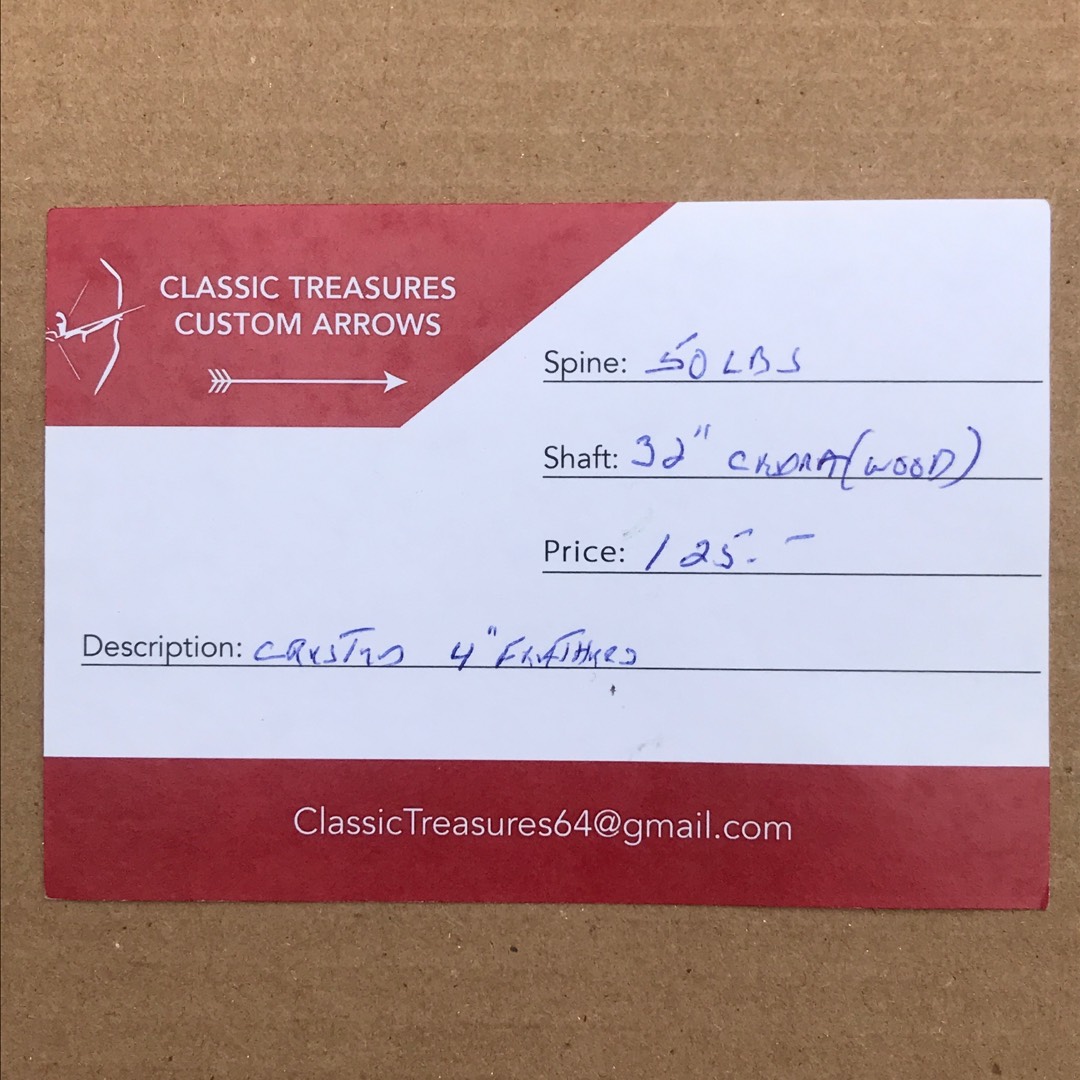 CLASSIC TREASURES
CUSTOM ARROWS
Spine: 50 LBS
Shaft: 32" CEDAR (WOOD)
Price: 125.-
Description: CRESTED 4" FEATHERS
ClassicTreasures64@gmail.com